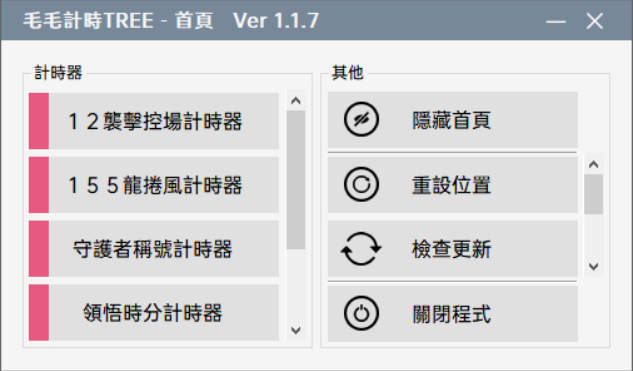 毛毛計時TREE - 首頁 Ver 1.1.7
計時器
１２襲擊控場計時器
１５５龍捲風計時器
守護者稱號計時器
領悟時分計時器
其他
隱藏首頁
重設位置
檢查更新
關閉程式